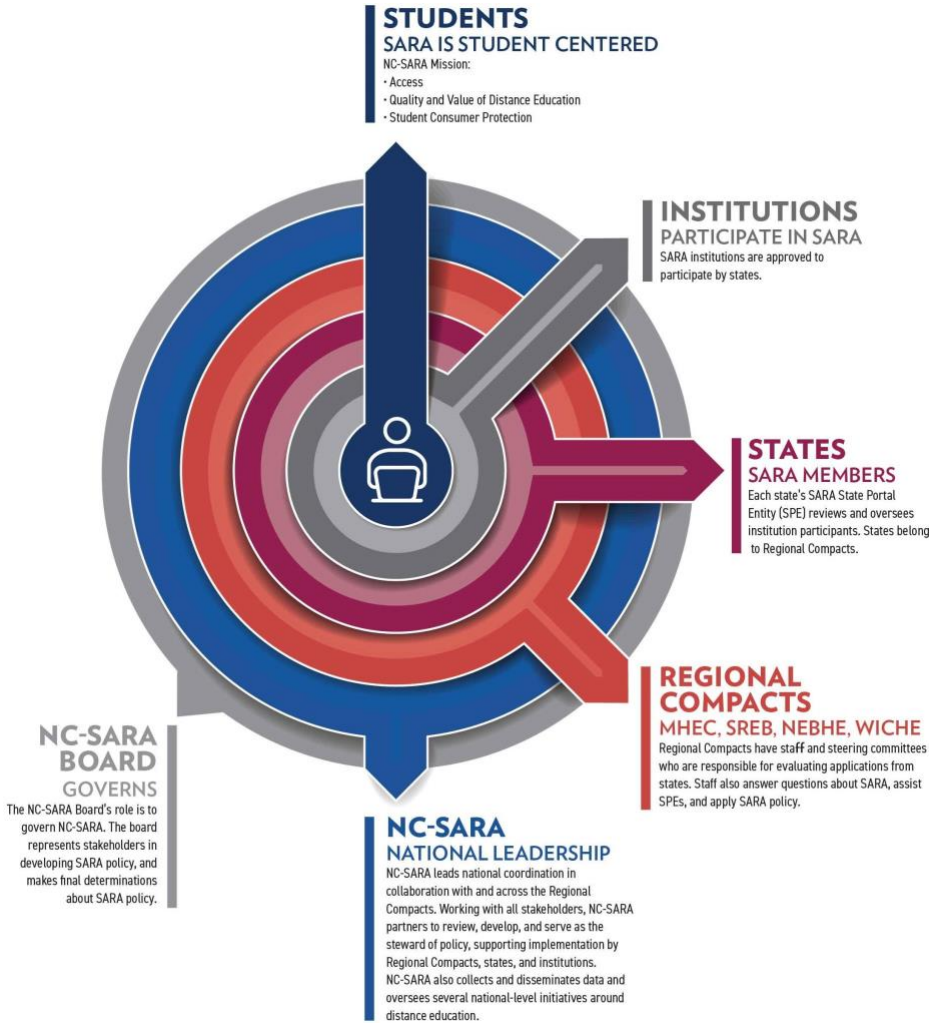 STUDENTS
SARA IS STUDENT CENTERED
NC-SARA Mission:
• Access
• Quality and Value of Distance Education
• Student Consumer Protection
INSTITUTIONS
PARTICIPATE IN SARA
SARA institutions are approved to
participate by states.
STATES
SARA MEMBERS
Each state's SARA State Portal
Entity (SPE) reviews and oversees
institution participants. States belong
to Regional Compacts.
REGIONAL
COMPACTS
MHEC, SREB, NEBHE, WICHE
Regional Compacts have staff and steering committees
who are responsible for evaluating applications from
states. Staff also answer questions about SARA, assist
SPEs, and apply SARA policy.
NC-SARA
NATIONAL LEADERSHIP
NC-SARA leads national coordination in
collaboration with and across the Regional
Compacts. Working with all stakeholders, NC-SARA
partners to review, develop, and serve as the
steward of policy, supporting implementation by
Regional Compacts, states, and institutions.
NC-SARA also collects and disseminates data and
oversees several national-level initiatives around
distance education.
NC-SARA
BOARD
GOVERNS
The NC-SARA Board's role is to
govern NC-SARA. The board
represents stakeholders in
developing SARA policy, and
makes final determinations
about SARA policy.